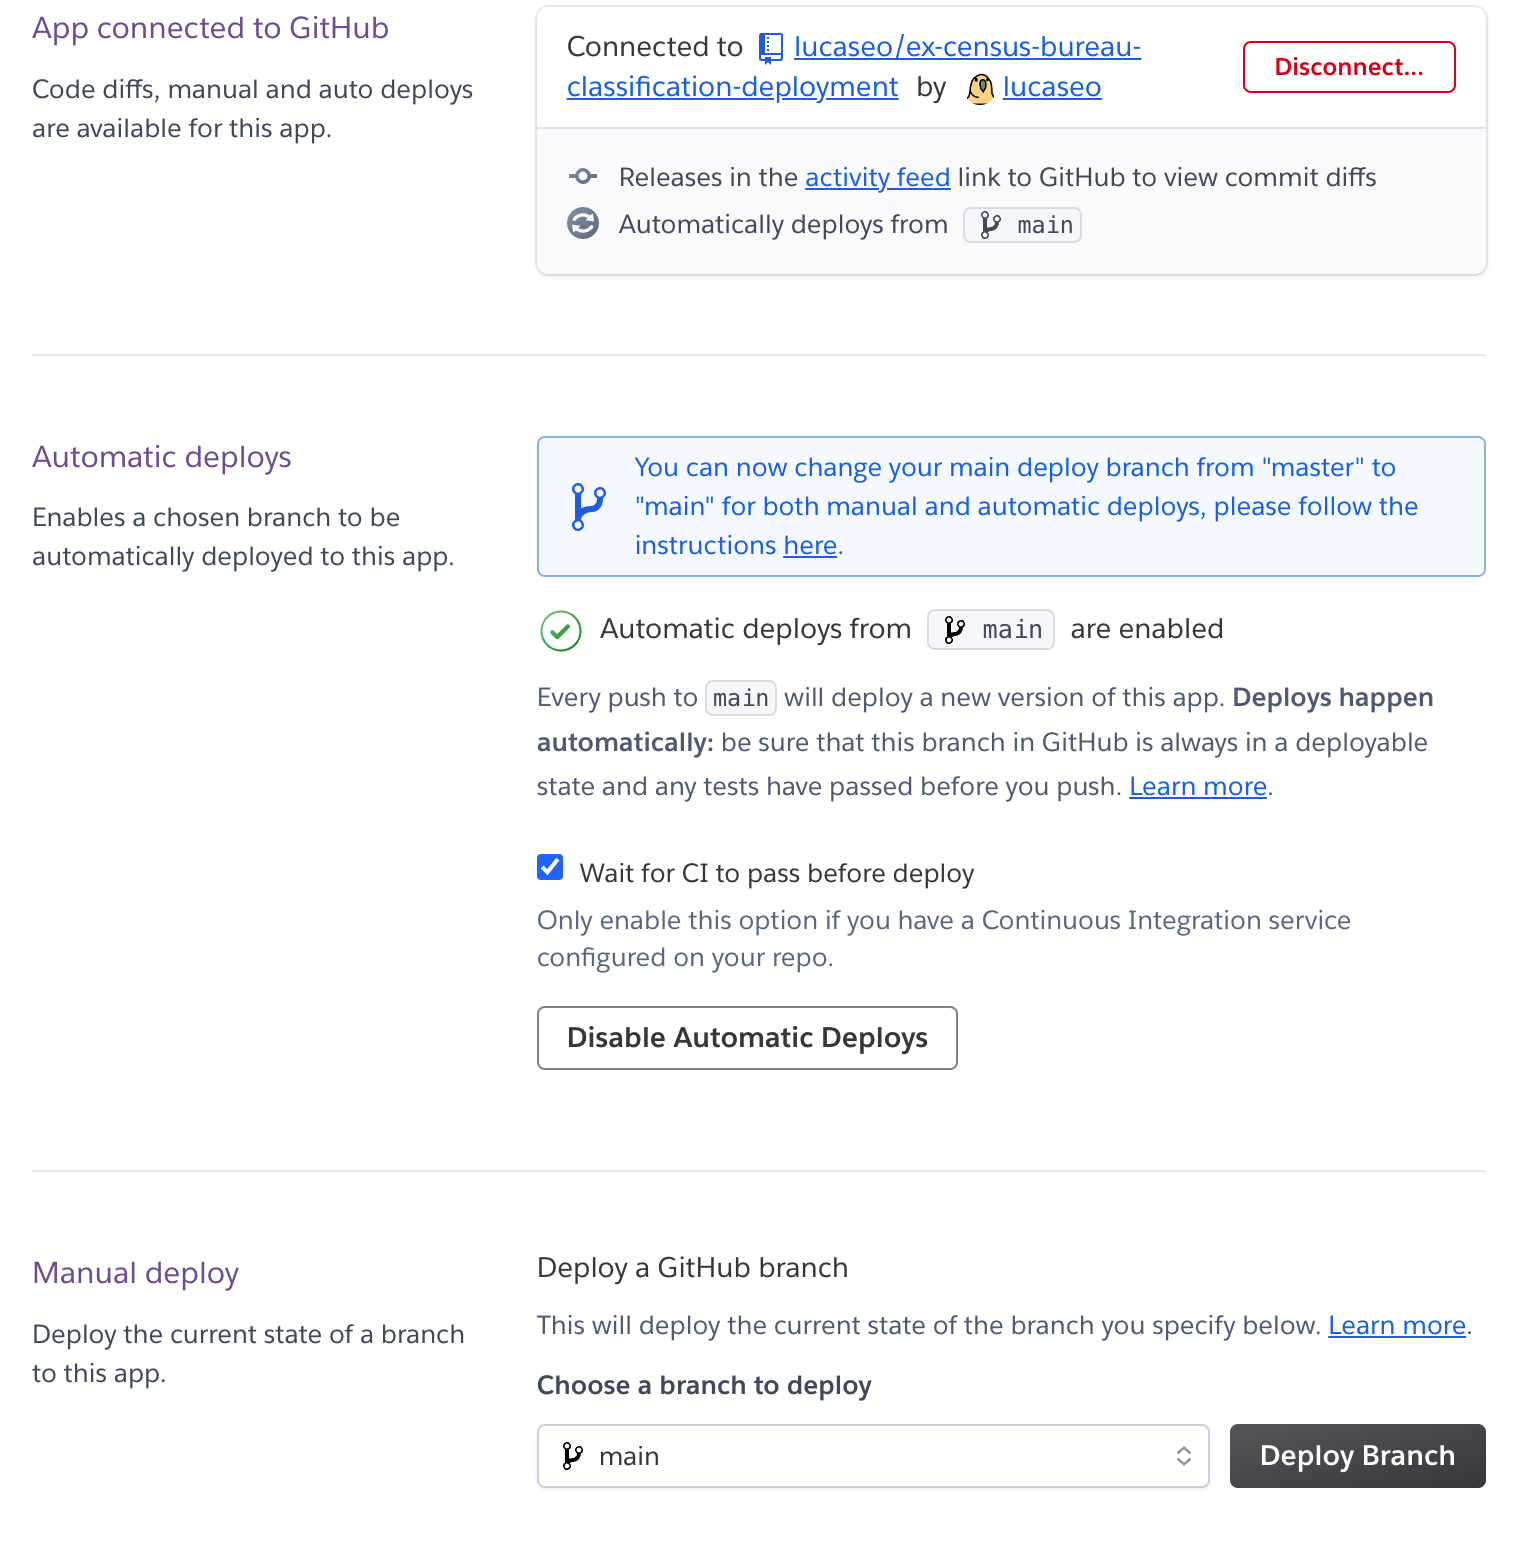 App connected to GitHub
Code diffs, manual and auto deploys
are available for this app.
Connected to lucaseo/ex-census-bureau-
classification-deployment by lucaseo
Disconnect...
Releases in the activity feed link to GitHub to view commit diffs
Automatically deploys from main
Automatic deploys
Enables a chosen branch to be
automatically deployed to this app.
You can now change your main deploy branch from "master" to
"main" for both manual and automatic deploys, please follow the
instructions here.
Automatic deploys from main are enabled
Every push to main will deploy a new version of this app. Deploys happen
automatically: be sure that this branch in GitHub is always in a deployable
state and any tests have passed before you push. Learn more.
Wait for CI to pass before deploy
Only enable this option if you have a Continuous Integration service
configured on your repo.
Disable Automatic Deploys
Manual deploy
Deploy the current state of a branch
to this app.
Deploy a GitHub branch
This will deploy the current state of the branch you specify below. Learn more.
Choose a branch to deploy
main
Deploy Branch